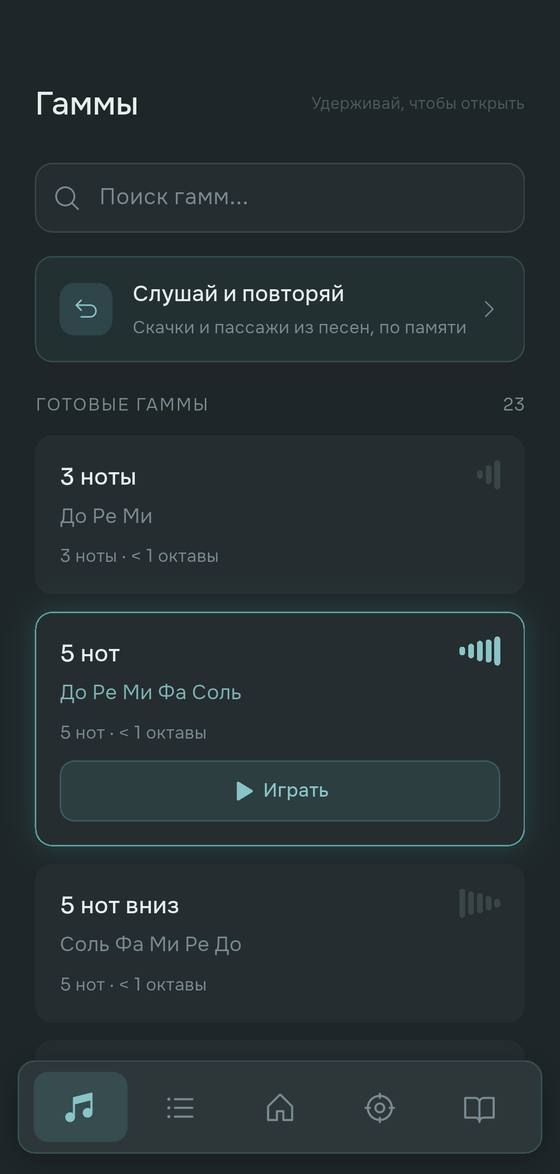 Гаммы
Удерживай, чтобы открыть
Поиск гамм...
Слушай и повторяй
Скачки и пассажи из песен, по памяти
ГОТОВЫЕ ГАММЫ
23
3 ноты
До Ре Ми
3 ноты · < 1 октавы
5 нот
До Ре Ми Фа Соль
5 нот · < 1 октавы
Играть
5 нот вниз
Соль Фа Ми Ре До
5 нот · < 1 октавы